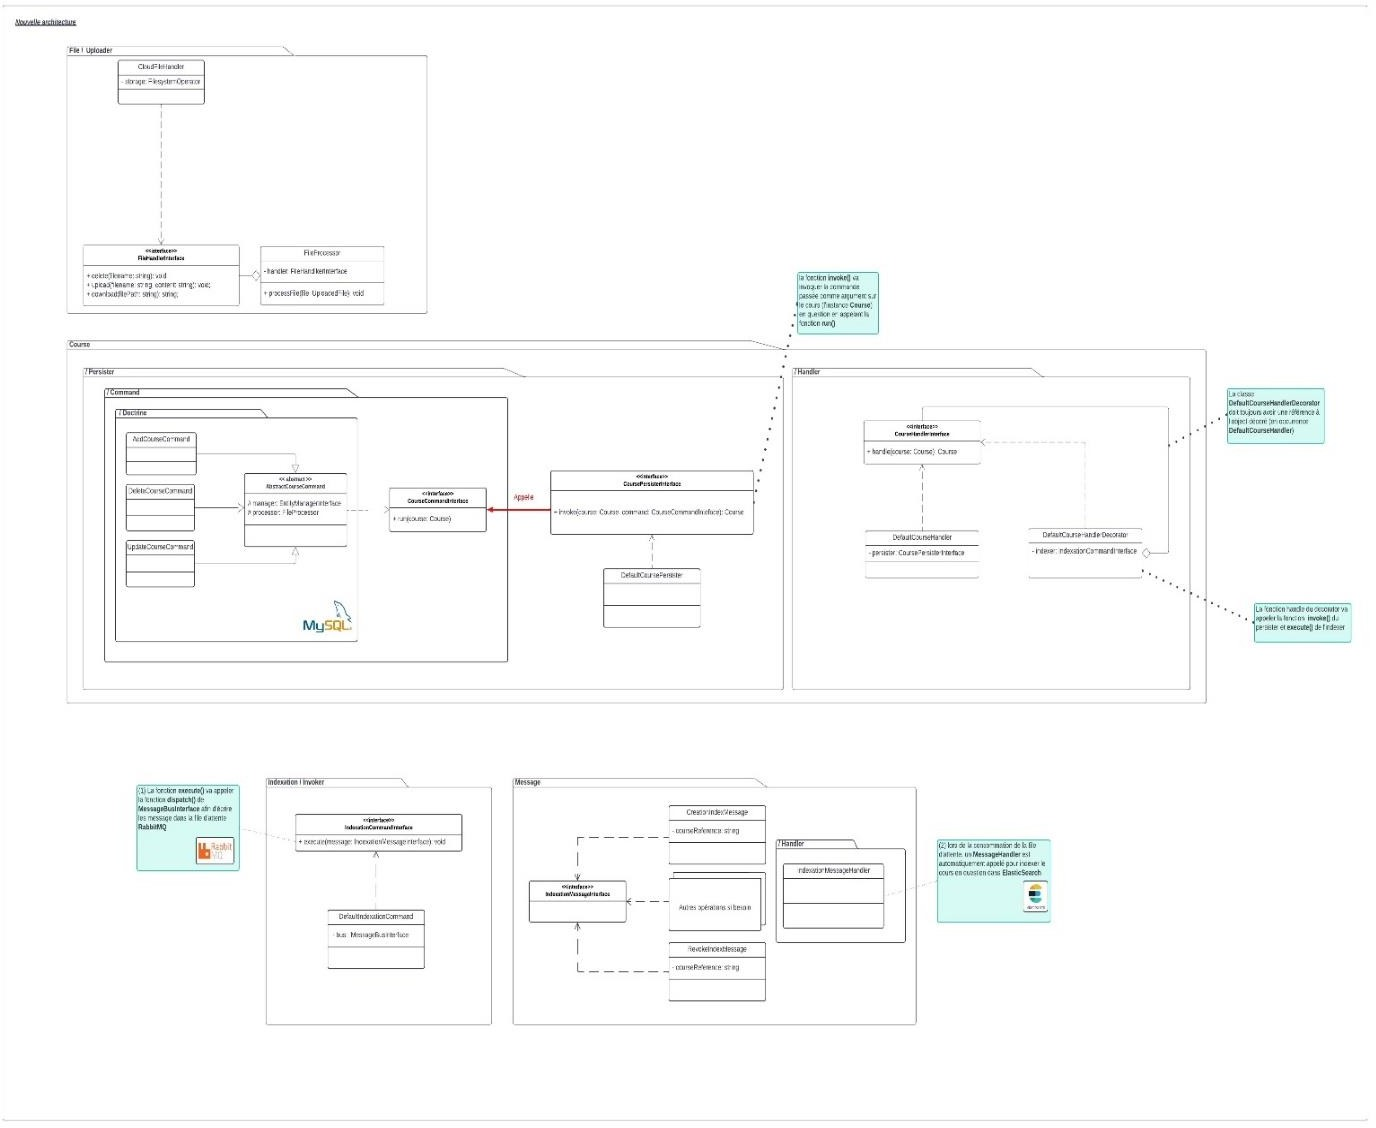 Nouvelle architecture
File \ Uploader
CloudFileHandler
- storage: FilesystemOperator
<<interface>>
FileHandlerInterface
+ delete(filename: string): void
+ upload(filename: string, content: string): void;
+ download(filePath: string): string;
FileProcessor
- handler: FileHandlerInterface
+ processFile(file: UploadedFile): void
la fonction invoke() va
invoquer la commande
passée comme argument sur
le cours (l'instance Course)
en question en appelant la
fonction run()
Course
/ Persister
/ Command
/ Doctrine
AddCourseCommand
DeleteCourseCommand
UpdateCourseCommand
<< abstract >>
AbstractCourseCommand
# manager: EntityManagerInterface
# processor: FileProcessor
MySQL
<<interface>>
CourseCommandInterface
+ run(course: Course)
Appelle
<<interface>>
CoursePersisterInterface
+ invoke(course: Course, command: CourseCommandInteface): Course
DefaultCoursePersister
/ Handler
<<interface>>
CourseHandlerInterface
+ handle(course: Course): Course
DefaultCourseHandler
- persister: CoursePersisterInterface
DefaultCourseHandlerDecorator
- indexer: IndexationCommandInterface
La classe
DefaultCourseHandlerDecorator
doit toujours avoir une référence à
l'object décoré (en occurence
DefaultCourseHandler)
La fonction handle du decorator va
appeler la fonction invoke() du
persister et execute() de l'indexer
(1) La fonction execute() va appeler
la fonction dispatch() de
MessageBusInterface afin d'écrire
les message dans la file d'attente
RabbitMQ
Rabbit
MQ
Indexation / Invoker
<<interface>>
IndexationCommandInterface
+ execute(message: IndexationMessageInterface): void
DefaultIndexationCommand
- bus : MessageBusInterface
Message
CreationIndexMessage
- courseReference: string
<<interface>>
IndexationMessageInterface
Autres opérations si besoin
RevokeIndexMessage
- courseReference: string
/ Handler
IndexationMessageHandler
(2) lors de la consommation de la file
d'attente, un MessageHandler est
automatiquement appelé pour indexer le
cours en question dans ElasticSearch